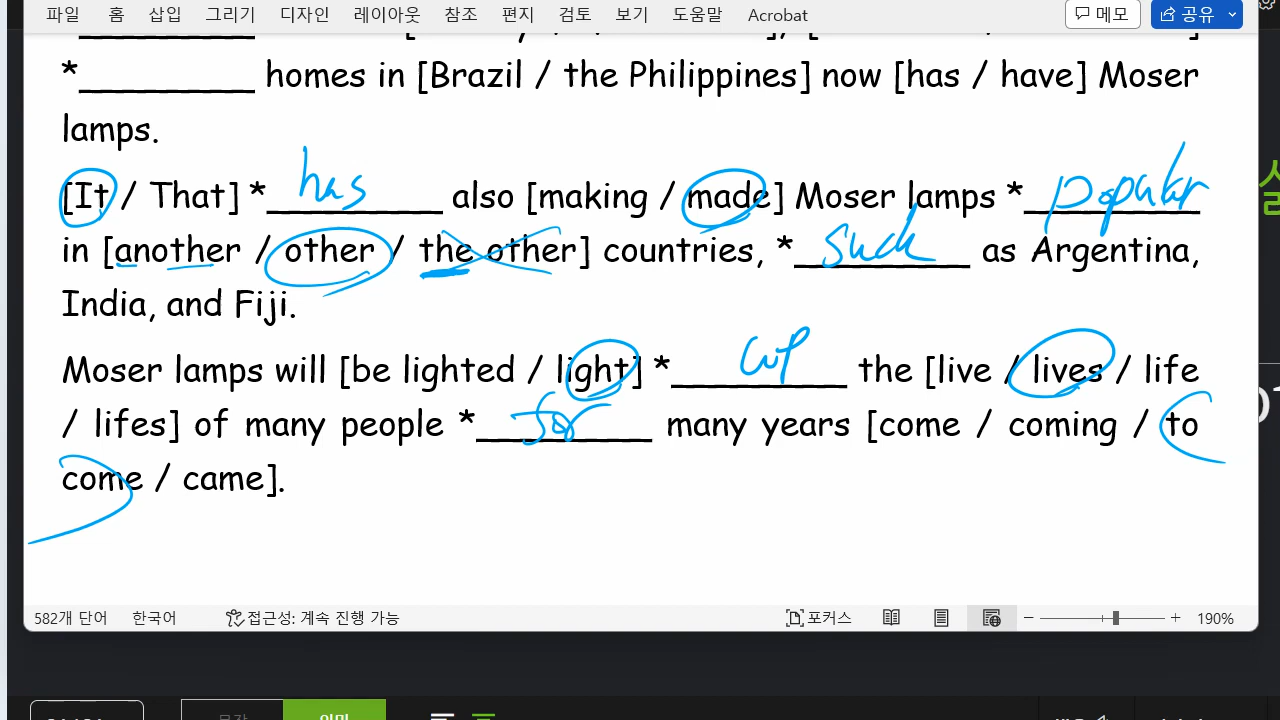 파일 홈 삽입 그리기 디자인 레이아웃 참조 편지 검토 보기 도움말 Acrobat 메모 공유
*________ homes in [Brazil / the Philippines] now [has / have] Moser
lamps.
[It / That] * has also [making / made] Moser lamps * popular
in [another / other / the other] countries, * such as Argentina,
India, and Fiji.
Moser lamps will [be lighted / light] * up the [live / lives / life
/ lifes] of many people * for many years [come / coming / to
come / came].
582개 단어 한국어 접근성: 계속 진행 가능 포커스 190%